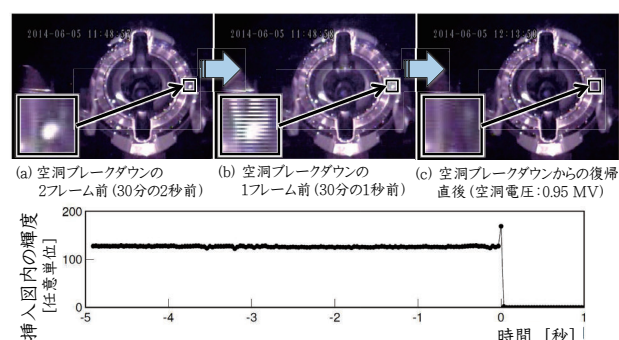 2014-06-05 11:48:57
2014-06-05 11:48:58
2014-06-05 12:13:50
(a) 空洞ブレークダウンの
2フレーム前(30分の2秒前)
(b) 空洞ブレークダウンの
1フレーム前(30分の1秒前)
(c) 空洞ブレークダウンからの復帰
直後(空洞電圧:0.95 MV)
挿入図内の輝度
[任意単位]
200
100
0
-5
-4
-3
-2
-1
0
1
時間 [秒]